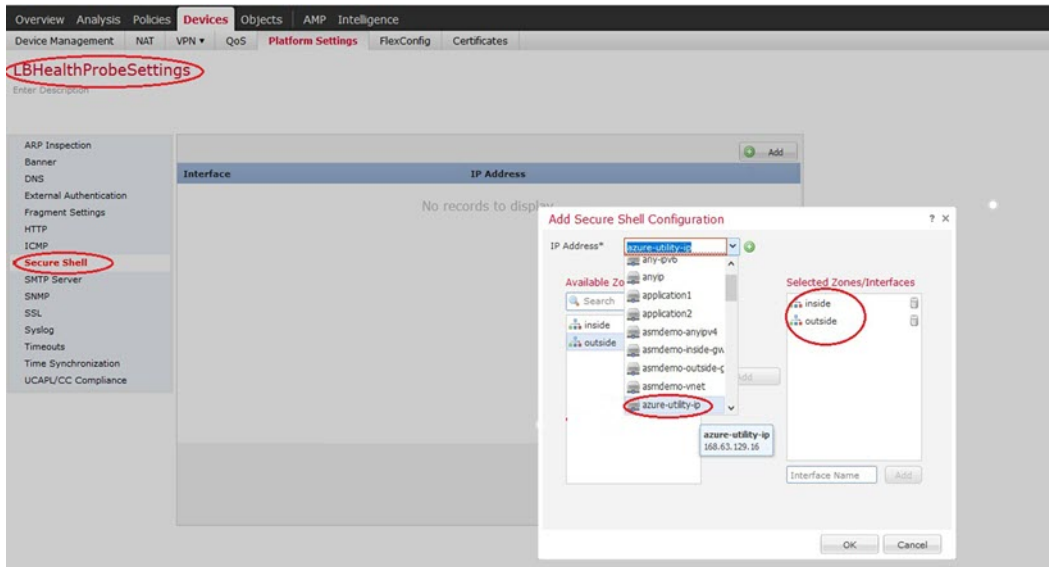 Overview Analysis Policies Devices Objects AMP Intelligence
Device Management NAT VPN ▾ QoS Platform Settings FlexConfig Certificates
LBHealthProbeSettings
Enter Description
ARP Inspection
Banner
DNS
External Authentication
Fragment Settings
HTTP
ICMP
Secure Shell
SMTP Server
SNMP
SSL
Syslog
Timeouts
Time Synchronization
UCAPL/CC Compliance
Add
Interface IP Address
No records to display
Add Secure Shell Configuration ? ×
IP Address* azure-utility-ip
any-ipv6
anyip
application1
application2
asmdemo-anyipv4
asmdemo-inside-gw
asmdemo-outside-g
asmdemo-vnet
azure-utility-ip
azure-utility-ip
168.63.129.16
Available Zo
Search
inside
outside
Add
Selected Zones/Interfaces
inside
outside
Interface Name Add
OK Cancel